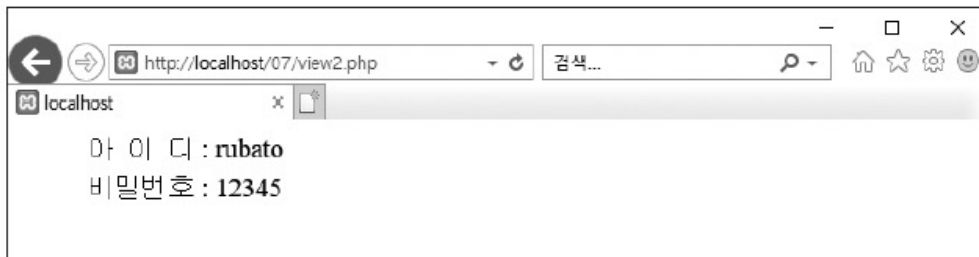 http://localhost/07/view2.php
검색...
localhost
아 이 디 : rubato
비밀번호 : 12345